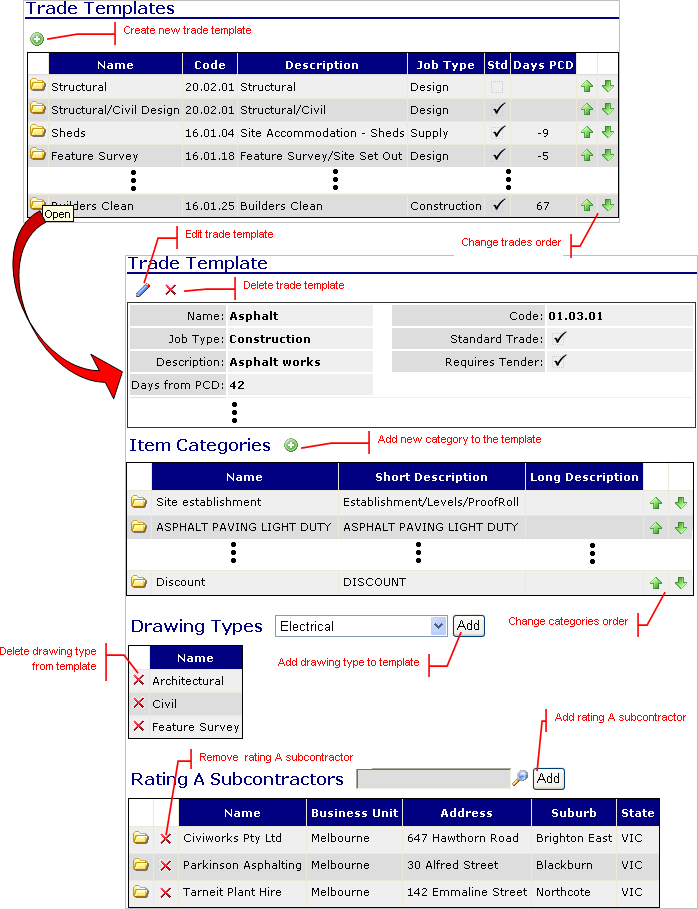 Trade Templates
Create new trade template
Name Code Description Job Type Std Days PCD
Structural 20.02.01 Structural Design
Structural/Civil Design 20.02.01 Structural/Civil Design
Sheds 16.01.04 Site Accommodation - Sheds Supply -9
Feature Survey 16.01.18 Feature Survey/Site Set Out Design -5
Builders Clean 16.01.25 Builders Clean Construction 67
Open
Edit trade template
Change trades order
Trade Template
Delete trade template
Name: Asphalt Code: 01.03.01
Job Type: Construction Standard Trade:
Description: Asphalt works Requires Tender:
Days from PCD: 42
Item Categories
Add new category to the template
Name Short Description Long Description
Site establishment Establishment/Levels/ProofRoll
ASPHALT PAVING LIGHT DUTY ASPHALT PAVING LIGHT DUTY
Discount DISCOUNT
Change categories order
Drawing Types Electrical Add
Delete drawing type
from template
Add drawing type to template
Name
Architectural
Civil
Feature Survey
Add rating A subcontractor
Remove rating A subcontractor
Rating A Subcontractors Add
Name Business Unit Address Suburb State
Civiworks Pty Ltd Melbourne 647 Hawthorn Road Brighton East VIC
Parkinson Asphalting Melbourne 30 Alfred Street Blackburn VIC
Tarneit Plant Hire Melbourne 142 Emmaline Street Northcote VIC